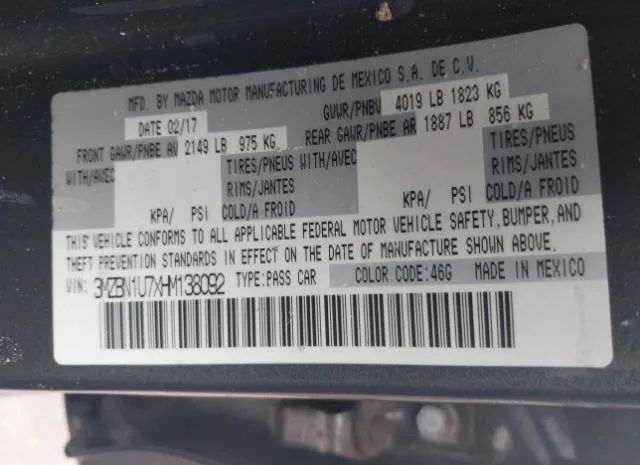 MFD. BY MAZDA MOTOR MANUFACTURING DE MEXICO S.A. DE C.V.
DATE 02/17 GVWR/PNBV 4019 LB 1823 KG
FRONT GAWR/PNBE AV 2149 LB 975 KG REAR GAWR/PNBE AR 1887 LB 856 KG
WITH/AVEC TIRES/PNEUS WITH/AVEC TIRES/PNEUS
RIMS/JANTES RIMS/JANTES
KPA/ PSI COLD/A FROID KPA/ PSI COLD/A FROID
THIS VEHICLE CONFORMS TO ALL APPLICABLE FEDERAL MOTOR VEHICLE SAFETY, BUMPER, AND
THEFT PREVENTION STANDARDS IN EFFECT ON THE DATE OF MANUFACTURE SHOWN ABOVE.
VIN: 3MZBN1U7XHM138092 TYPE:PASS CAR COLOR CODE:46G MADE IN MEXICO